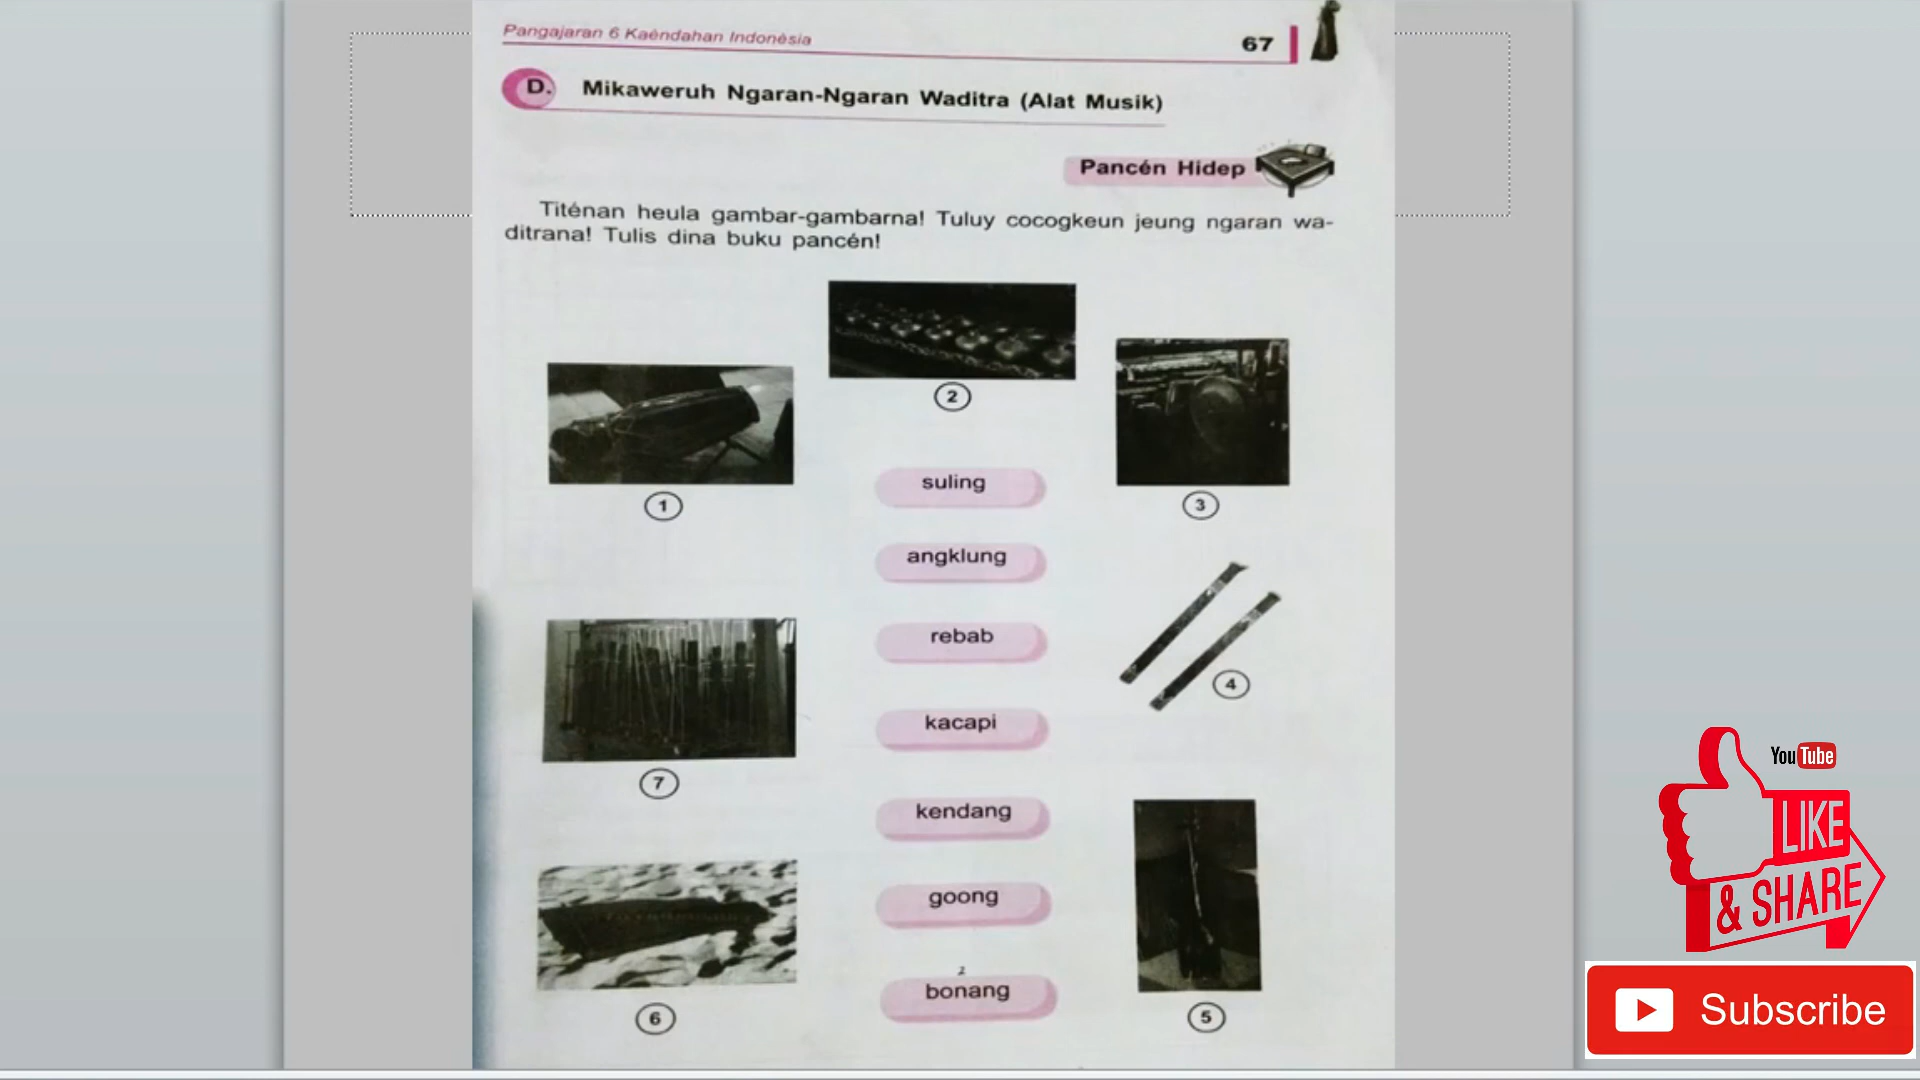 Pangajaran 6 Kaéndahan Indonésia
67
D. Mikaweruh Ngaran-Ngaran Waditra (Alat Musik)
Pancén Hidep
Titénan heula gambar-gambarna! Tuluy cocogkeun jeung ngaran wa-
ditrana! Tulis dina buku pancén!
2
1
3
suling
angklung
rebab
4
kacapi
7
kendang
goong
2
bonang
6
5
YouTube
LIKE
& SHARE
Subscribe